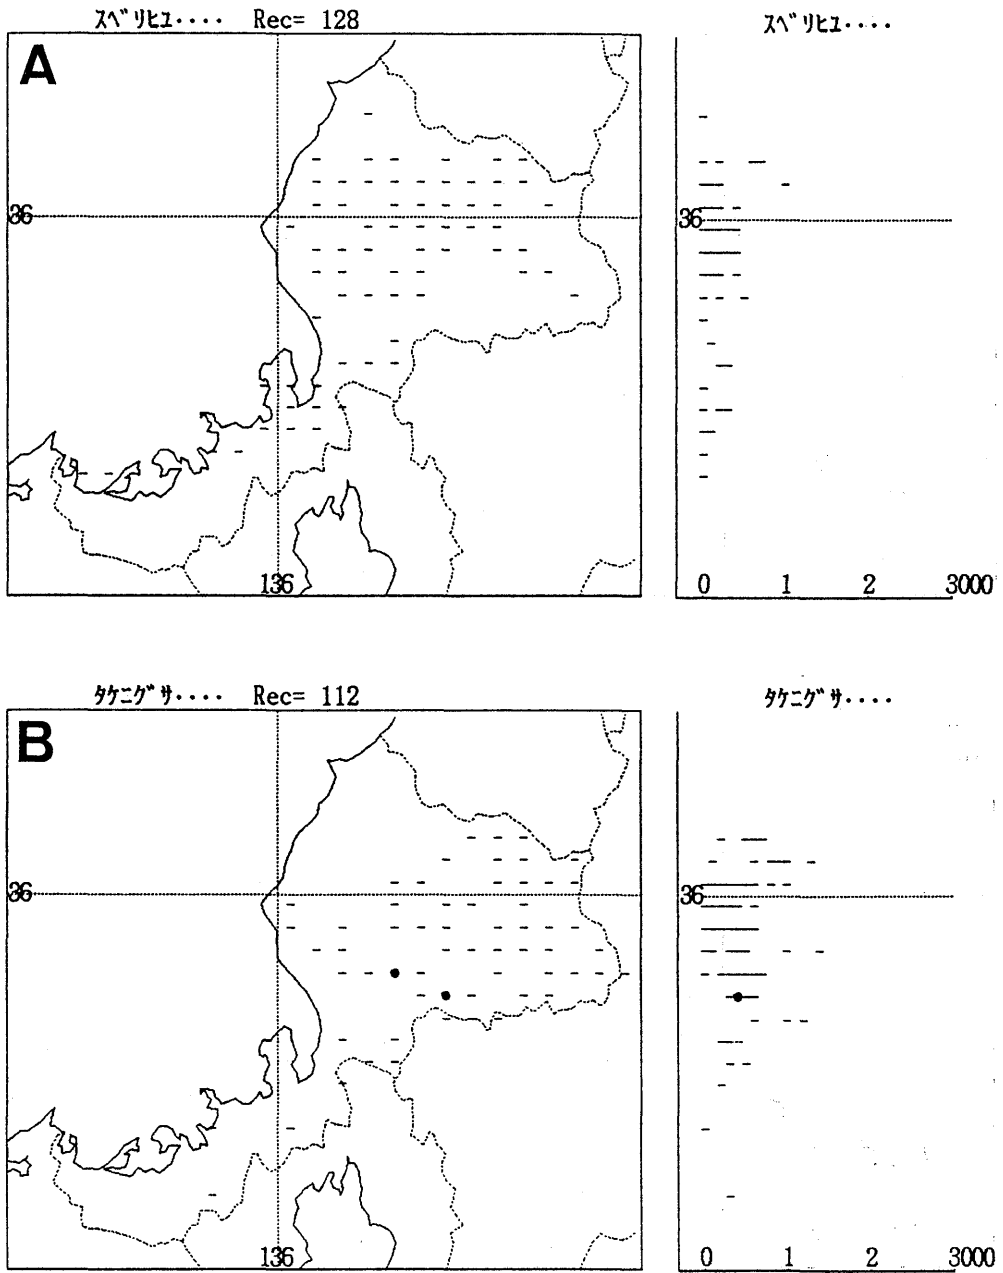 ｽﾍﾞﾘﾋﾕ････ Rec= 128
ｽﾍﾞﾘﾋﾕ････
A
36
36
136
0 1 2 3000
ﾀｹﾆｸﾞｻ････ Rec= 112
ﾀｹﾆｸﾞｻ････
B
36
36
136
0 1 2 3000